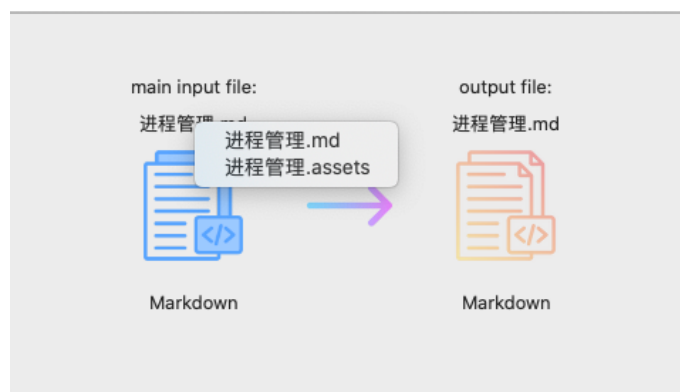 main input file:
output file:
进程管理.md
进程管理.md
进程管理.md
进程管理.assets
</>
</>
Markdown
Markdown